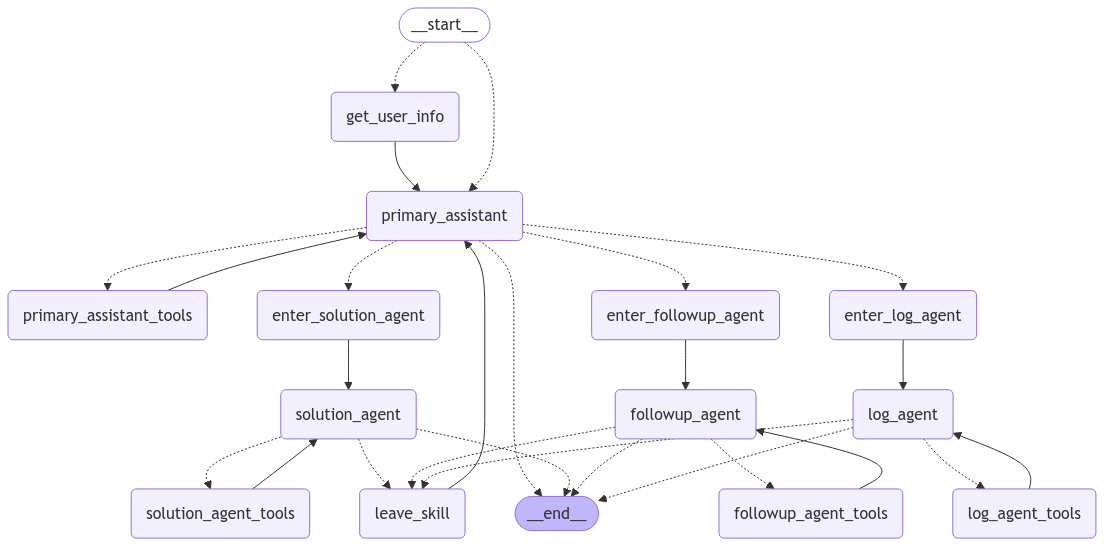 __start__
get_user_info
primary_assistant
primary_assistant_tools
enter_solution_agent
enter_followup_agent
enter_log_agent
solution_agent
followup_agent
log_agent
solution_agent_tools
leave_skill
__end__
followup_agent_tools
log_agent_tools